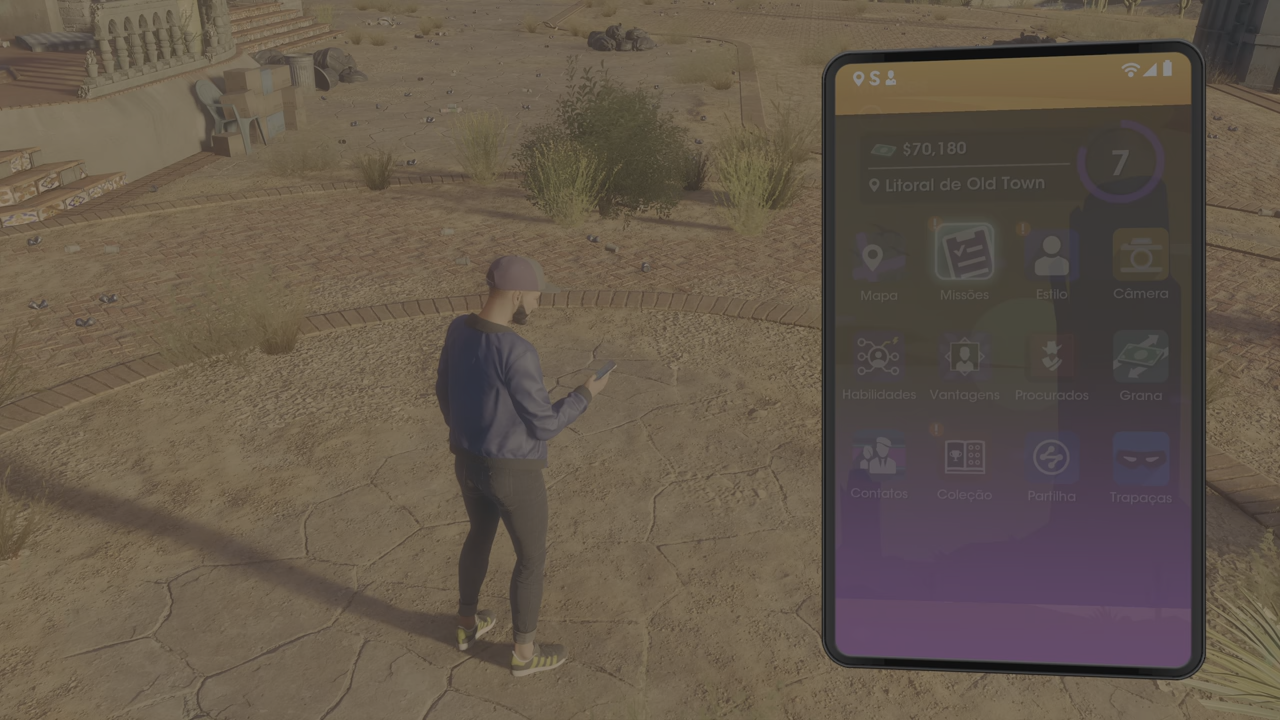 S
$70,180
7
Litoral de Old Town
Mapa Missões Estilo Câmera
Habilidades Vantagens Procurados Grana
Contatos Coleção Partilha Trapaças